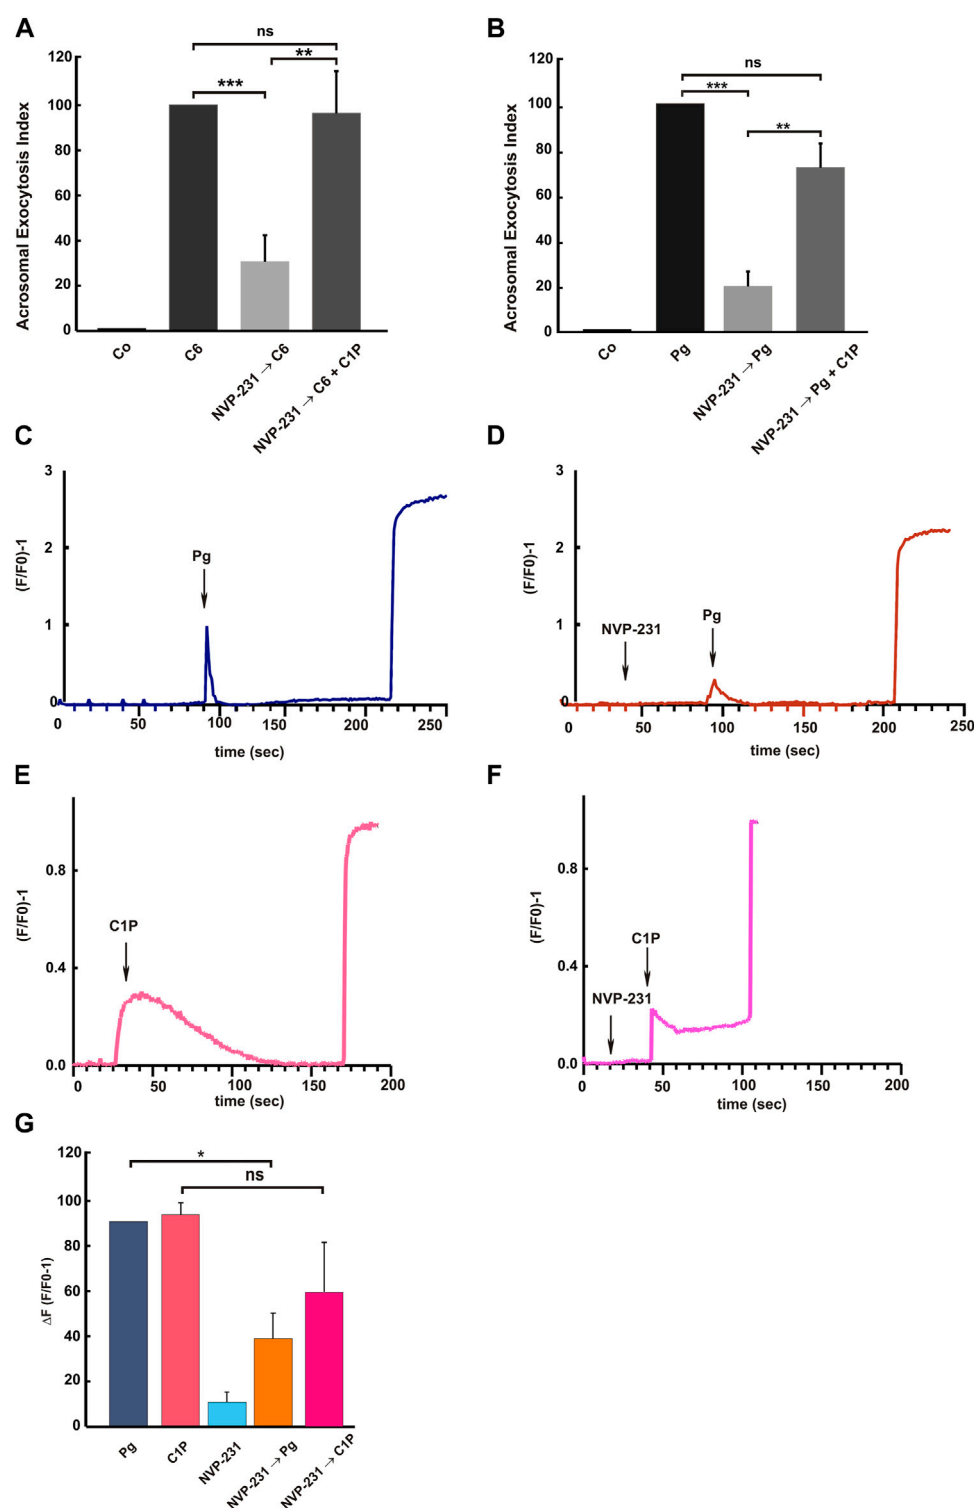 A
Acrosomal Exocytosis Index
120
100
80
60
40
20
0
ns
**
***
Co
C6
NVP-231 → C6
NVP-231 → C6 + C1P
B
Acrosomal Exocytosis Index
120
100
80
60
40
20
0
ns
***
**
Co
Pg
NVP-231 → Pg
NVP-231 → Pg + C1P
C
(F/F0)-1
3
2
1
0
Pg
0 50 100 150 200 250
time (sec)
D
(F/F0)-1
3
2
1
0
NVP-231
Pg
0 50 100 150 200 250
time (sec)
E
(F/F0)-1
0.8
0.4
0.0
C1P
0 50 100 150 200
time (sec)
F
(F/F0)-1
0.8
0.4
0.0
C1P
NVP-231
0 50 100 150 200
time (sec)
G
ΔF (F/F0-1)
120
100
80
60
40
20
0
*
ns
Pg
C1P
NVP-231
NVP-231 → Pg
NVP-231 → C1P